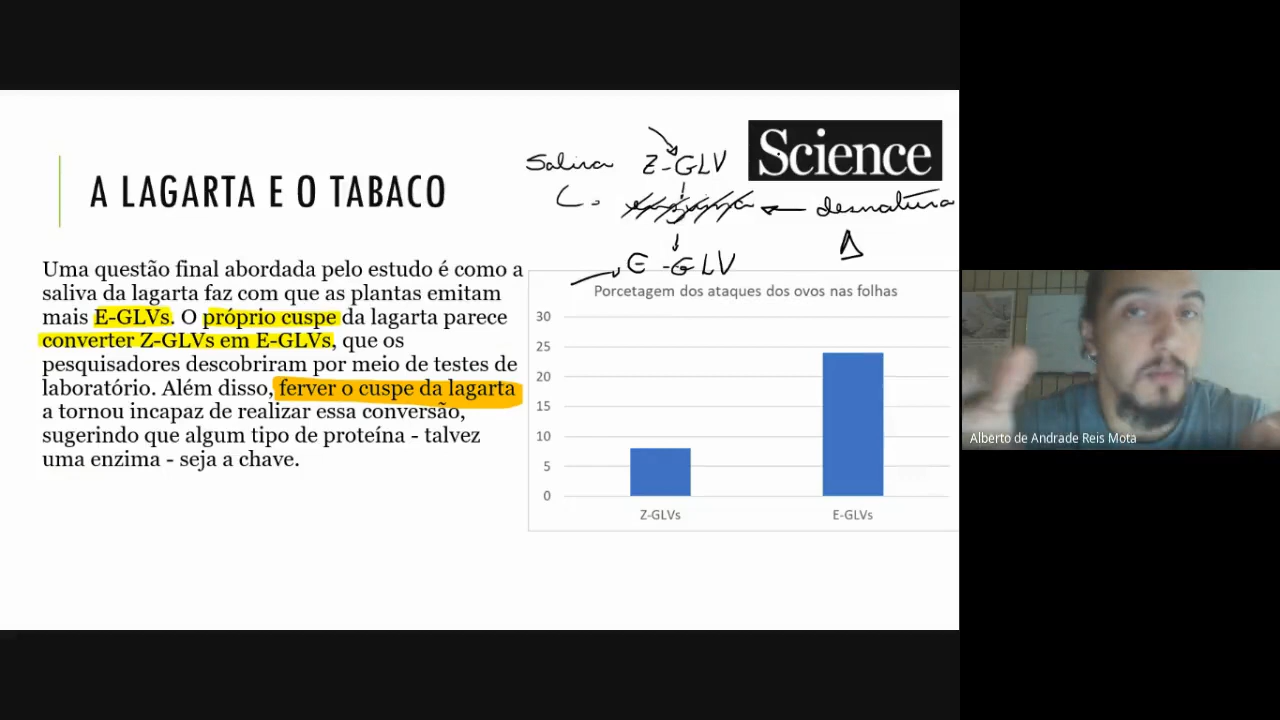 A LAGARTA E O TABACO
Uma questão final abordada pelo estudo é como a
saliva da lagarta faz com que as plantas emitam
mais E-GLVs. O próprio cuspe da lagarta parece
converter Z-GLVs em E-GLVs, que os
pesquisadores descobriram por meio de testes de
laboratório. Além disso, ferver o cuspe da lagarta
a tornou incapaz de realizar essa conversão,
sugerindo que algum tipo de proteína - talvez
uma enzima - seja a chave.
Saliva Z-GLV
Science
desnatura
Δ
E-GLV
Porcetagem dos ataques dos ovos nas folhas
30
25
20
15
10
5
0
Z-GLVs E-GLVs
Alberto de Andrade Reis Mota